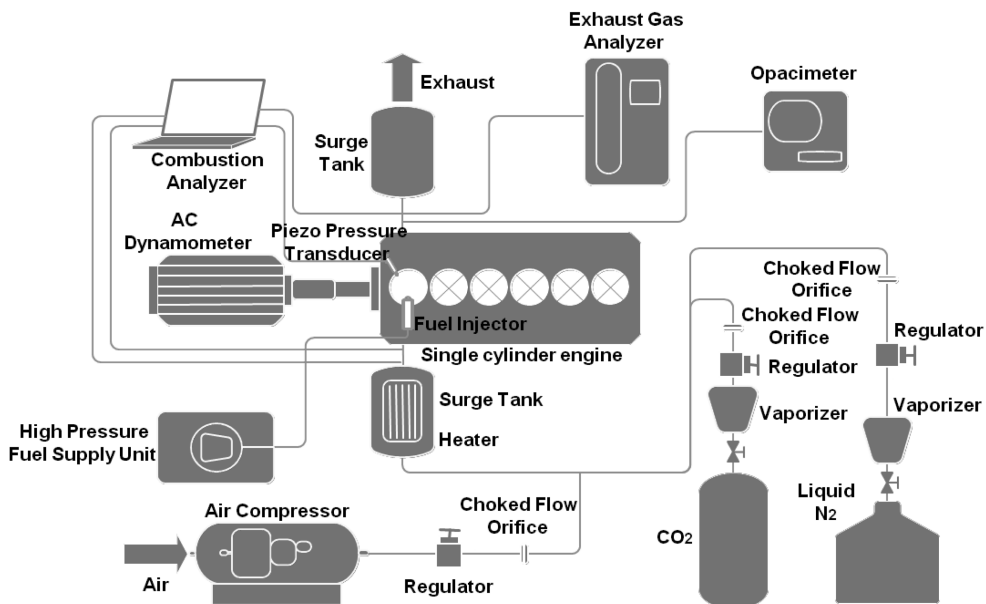 Exhaust Gas
Analyzer
Opacimeter
Exhaust
Surge
Tank
Combustion
Analyzer
AC
Dynamometer
Piezo Pressure
Transducer
Choked Flow
Orifice
Fuel Injector
Choked Flow
Orifice
Regulator
Single cylinder engine
Regulator
Surge Tank
Vaporizer
Vaporizer
High Pressure
Fuel Supply Unit
Heater
Air Compressor
Choked Flow
Orifice
Liquid
N2
CO2
Air
Regulator